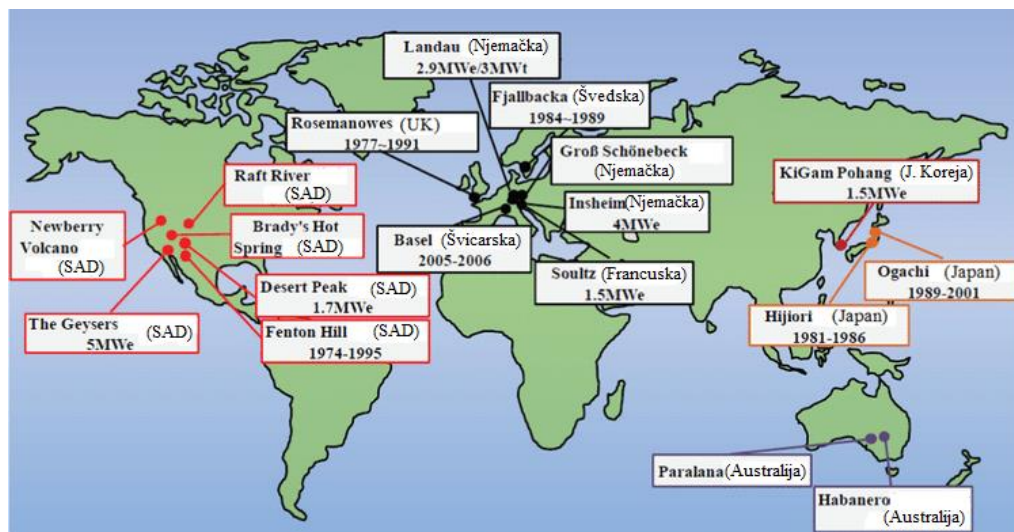 Landau (Njemačka)
2.9MWe/3MWt
Fjallbacka (Švedska)
1984~1989
Rosemanowes (UK)
1977~1991
Groß Schönebeck
(Njemačka)
KiGam Pohang (J. Koreja)
1.5MWe
Raft River
(SAD)
Insheim(Njemačka)
4MWe
Newberry
Volcano
(SAD)
Brady's Hot
Spring (SAD)
Basel (Švicarska)
2005-2006
Soultz (Francuska)
1.5MWe
Ogachi (Japan)
1989-2001
Desert Peak (SAD)
1.7MWe
Hijiori (Japan)
1981-1986
The Geysers (SAD)
5MWe
Fenton Hill (SAD)
1974-1995
Paralana(Australija)
Habanero
(Australija)